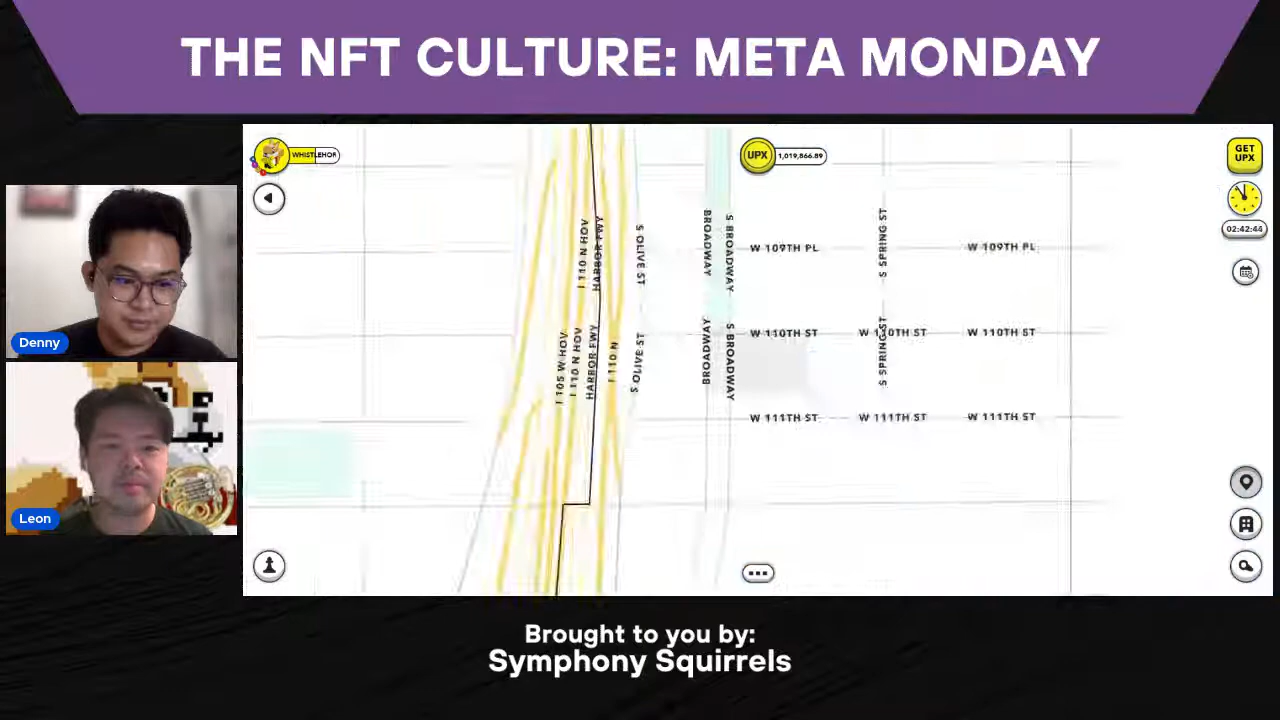 THE NFT CULTURE: META MONDAY
WHISTLEHOR
UPX
1,019,866.89
GET
UPX
02:42:44
I 110 N HOV
HARBOR FWY
S OLIVE ST
BROADWAY
S BROADWAY
W 109TH PL
S SPRING ST
W 109TH PL
I 105 W HOV
I 110 N HOV
HARBOR FWY
I 110 N
S OLIVE ST
BROADWAY
S BROADWAY
W 110TH ST
W 110TH ST
S SPRING ST
W 110TH ST
W 111TH ST
W 111TH ST
W 111TH ST
Denny
Leon
Brought to you by:
Symphony Squirrels